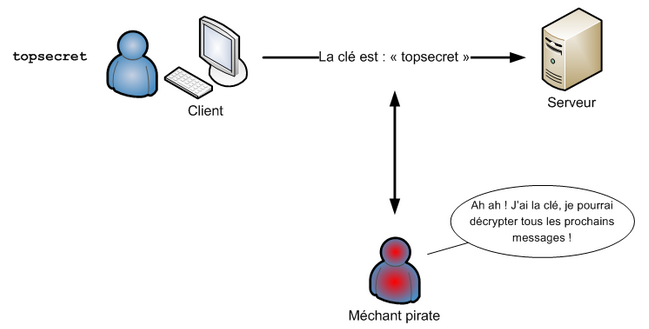 topsecret
La clé est : « topsecret »
Client
Serveur
Ah ah ! J'ai la clé, je pourrai
décrypter tous les prochains
messages !
Méchant pirate